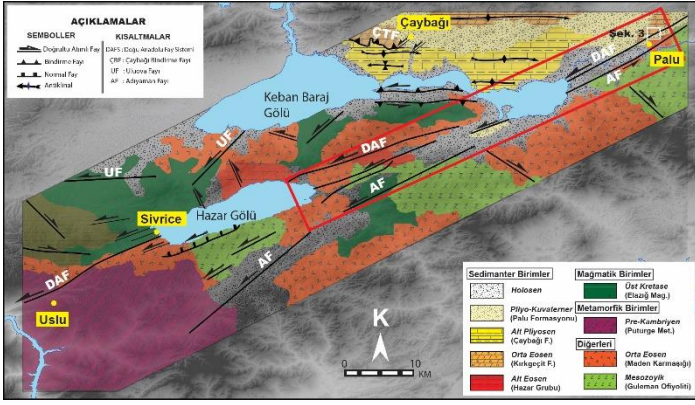 AÇIKLAMALAR
SEMBOLLER
Doğrultu Atımlı Fay
Bindirme Fayı
Normal Fay
Antiklinal
KISALTMALAR
DAFS : Doğu Anadolu Fay Sistemi
ÇBF : Çaybağı Bindirme Fayı
UF : Uluova Fayı
AF : Adıyaman Fayı
Çaybağı
ÇTF
Şek. 3
DAF
Palu
AF
Keban Baraj
Gölü
UF
DAF
UF
AF
Sivrice
Hazar Gölü
AF
DAF
Uslu
K
0 10
KM
Sedimanter Birimler
Holosen
Pliyo-Kuvaterner
(Palu Formasyonu)
Alt Pliyosen
(Çaybağı F.)
Orta Eosen
(Kırkgeçit F.)
Alt Eosen
(Hazar Grubu)
Mağmatik Birimler
Üst Kretase
(Elazığ Mag.)
Metamorfik Birimler
Pre-Kambriyen
(Puturge Met.)
Diğerleri
Orta Eosen
(Maden Karmaşığı)
Mesozoyik
(Guleman Ofiyoliti)